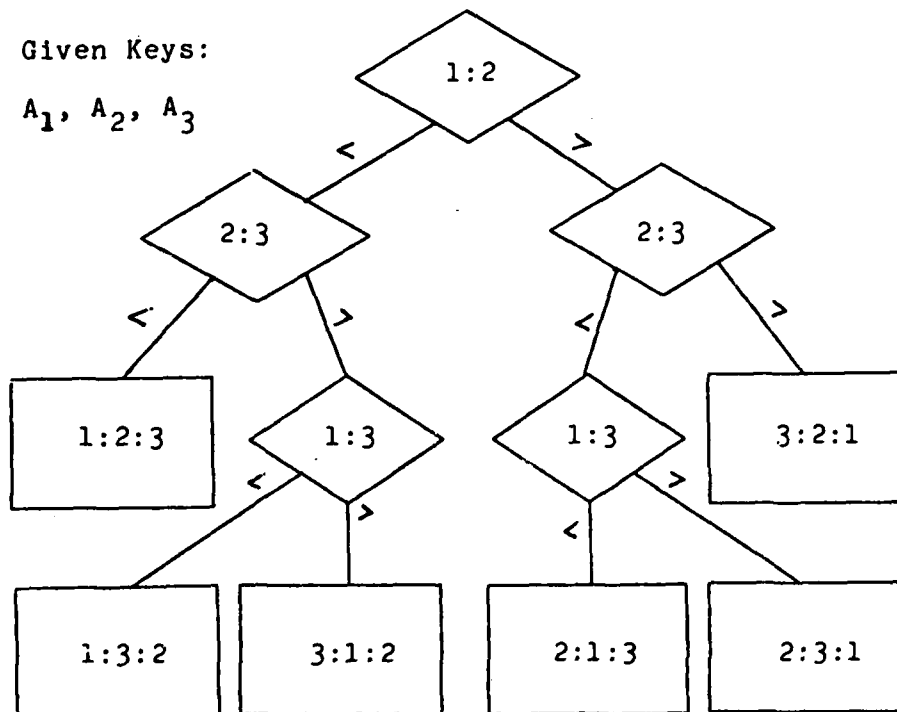 Given Keys:
A1, A2, A3
1:2
< >
2:3 2:3
< > < >
1:2:3 1:3 1:3 3:2:1
< > < >
1:3:2 3:1:2 2:1:3 2:3:1